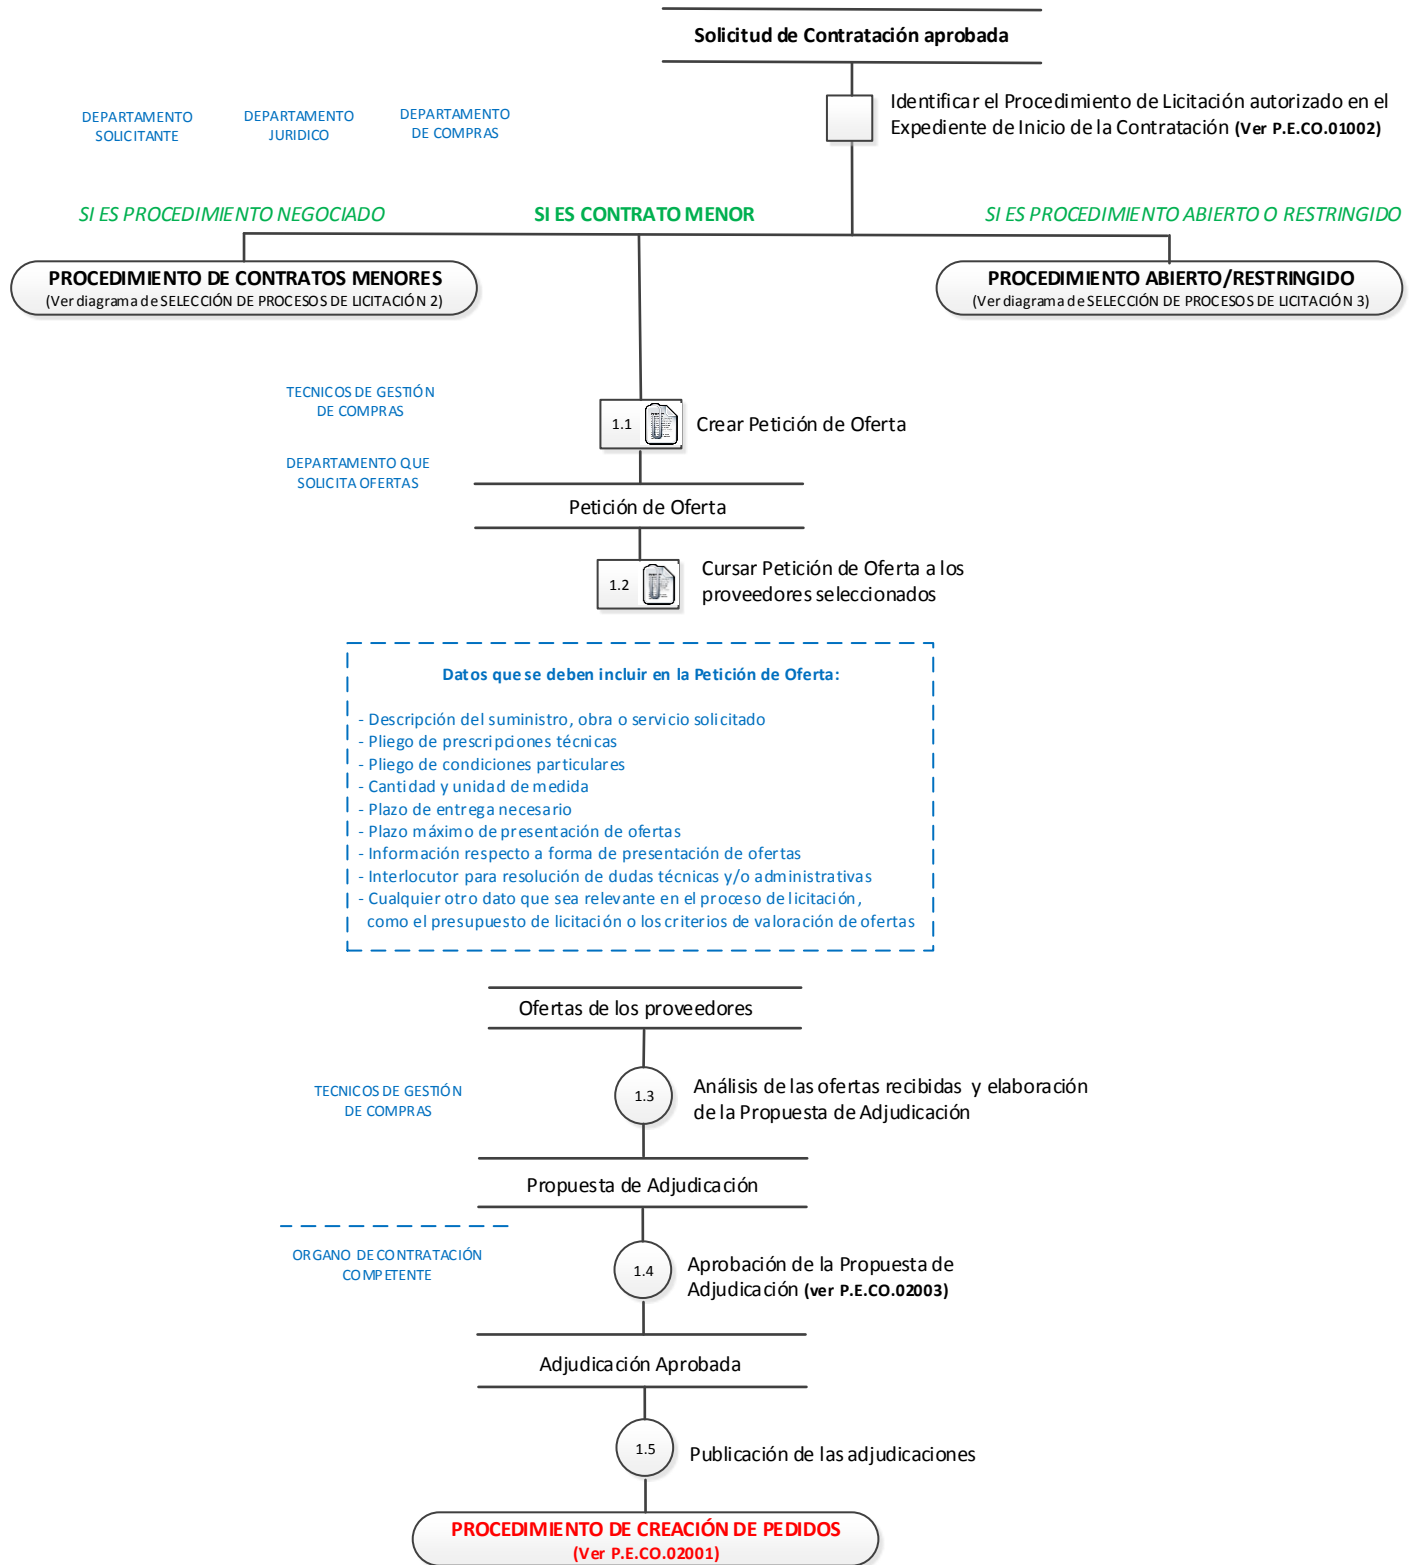 Solicitud de Contratación aprobada
Identificar el Procedimiento de Licitación autorizado en el
Expediente de Inicio de la Contratación (Ver P.E.CO.01002)
DEPARTAMENTO
SOLICITANTE
DEPARTAMENTO
JURIDICO
DEPARTAMENTO
DE COMPRAS
SI ES PROCEDIMIENTO NEGOCIADO
SI ES CONTRATO MENOR
SI ES PROCEDIMIENTO ABIERTO O RESTRINGIDO
PROCEDIMIENTO DE CONTRATOS MENORES
(Ver diagrama de SELECCIÓN DE PROCESOS DE LICITACIÓN 2)
PROCEDIMIENTO ABIERTO/RESTRINGIDO
(Ver diagrama de SELECCIÓN DE PROCESOS DE LICITACIÓN 3)
TECNICOS DE GESTIÓN
DE COMPRAS
1.1
Crear Petición de Oferta
DEPARTAMENTO QUE
SOLICITA OFERTAS
Petición de Oferta
1.2
Cursar Petición de Oferta a los
proveedores seleccionados
Datos que se deben incluir en la Petición de Oferta:
- Descripción del suministro, obra o servicio solicitado
- Pliego de prescripciones técnicas
- Pliego de condiciones particulares
- Cantidad y unidad de medida
- Plazo de entrega necesario
- Plazo máximo de presentación de ofertas
- Información respecto a forma de presentación de ofertas
- Interlocutor para resolución de dudas técnicas y/o administrativas
- Cualquier otro dato que sea relevante en el proceso de licitación,
como el presupuesto de licitación o los criterios de valoración de ofertas
Ofertas de los proveedores
TECNICOS DE GESTIÓN
DE COMPRAS
1.3
Análisis de las ofertas recibidas y elaboración
de la Propuesta de Adjudicación
Propuesta de Adjudicación
ORGANO DE CONTRATACIÓN
COMPETENTE
1.4
Aprobación de la Propuesta de
Adjudicación (ver P.E.CO.02003)
Adjudicación Aprobada
1.5
Publicación de las adjudicaciones
PROCEDIMIENTO DE CREACIÓN DE PEDIDOS
(Ver P.E.CO.02001)